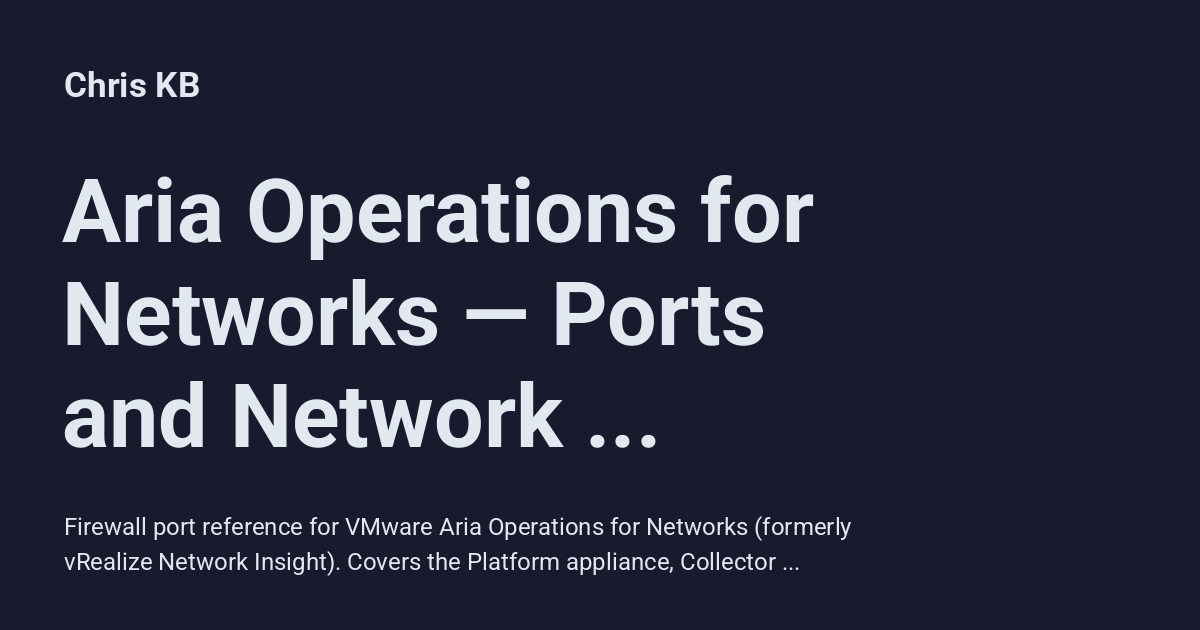 Chris KB
Aria Operations for
Networks — Ports
and Network ...
Firewall port reference for VMware Aria Operations for Networks (formerly
vRealize Network Insight). Covers the Platform appliance, Collector ...